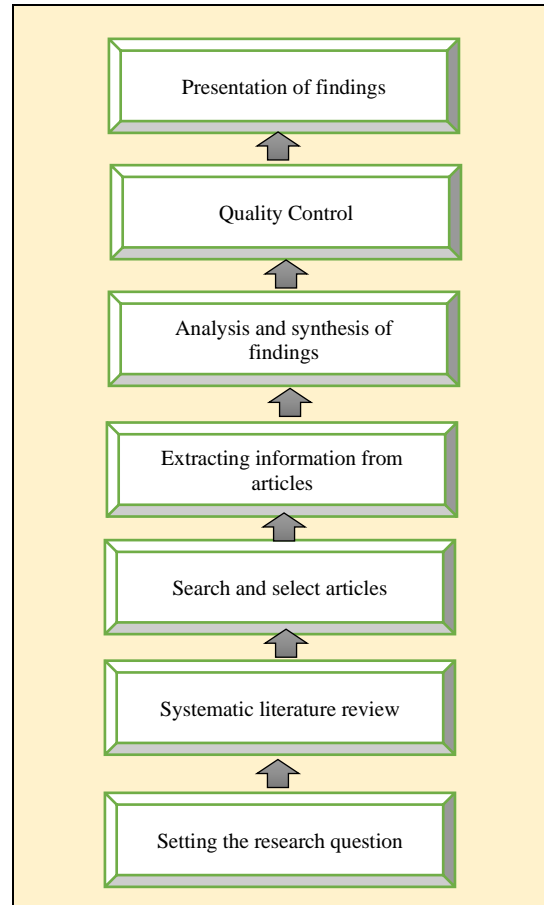 Presentation of findings
Quality Control
Analysis and synthesis of
findings
Extracting information from
articles
Search and select articles
Systematic literature review
Setting the research question